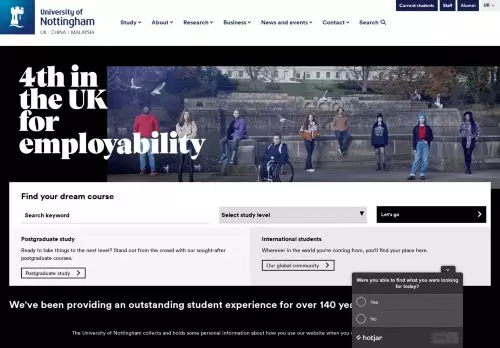 Current students Staff Alumni UK
University of
Nottingham
UK | CHINA | MALAYSIA
Study About Research Business News and events Contact Search
4th in
the UK
for
employability
Find your dream course
Search keyword
Select study level
Let's go
Postgraduate study
Ready to takes things to the next level? Stand out from the crowd with our sought-after
postgraduate courses.
Postgraduate study
International students
Wherever in the world you're coming from, you'll find your place here.
Our global community
Were you able to find what you were looking
for today?
Yes
No
hotjar
We've been providing an outstanding student experience for over 140 yea
The University of Nottingham collects and holds some personal information about how you use our website when you